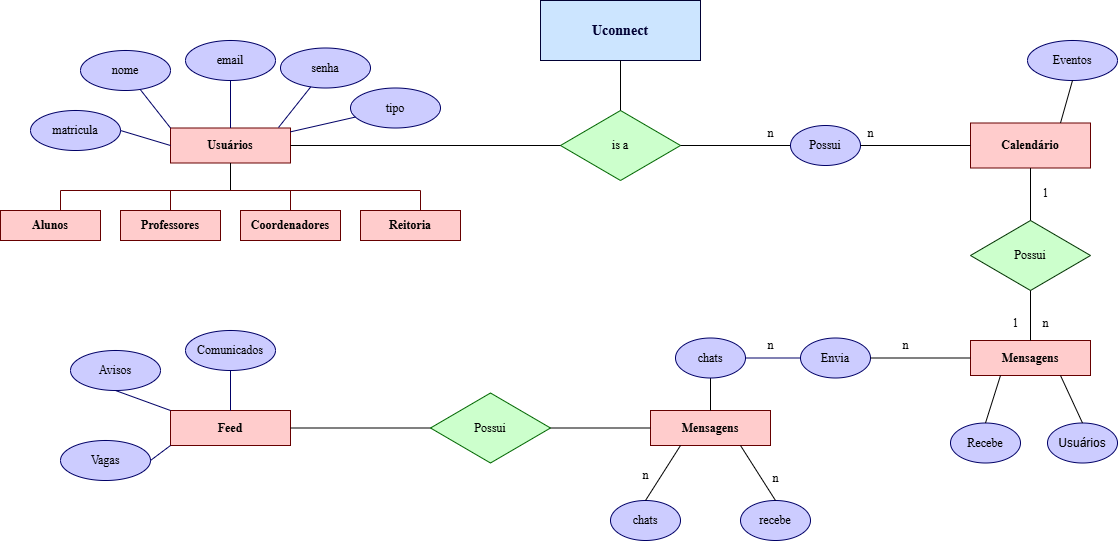 Uconnect
email
nome
senha
Eventos
tipo
matricula
Usuários
is a
n
Possui
n
Calendário
1
Alunos
Professores
Coordenadores
Reitoria
Possui
1
n
Comunicados
Avisos
chats
n
Envia
n
Mensagens
Feed
Possui
Mensagens
Recebe
Usuários
Vagas
n
n
chats
recebe